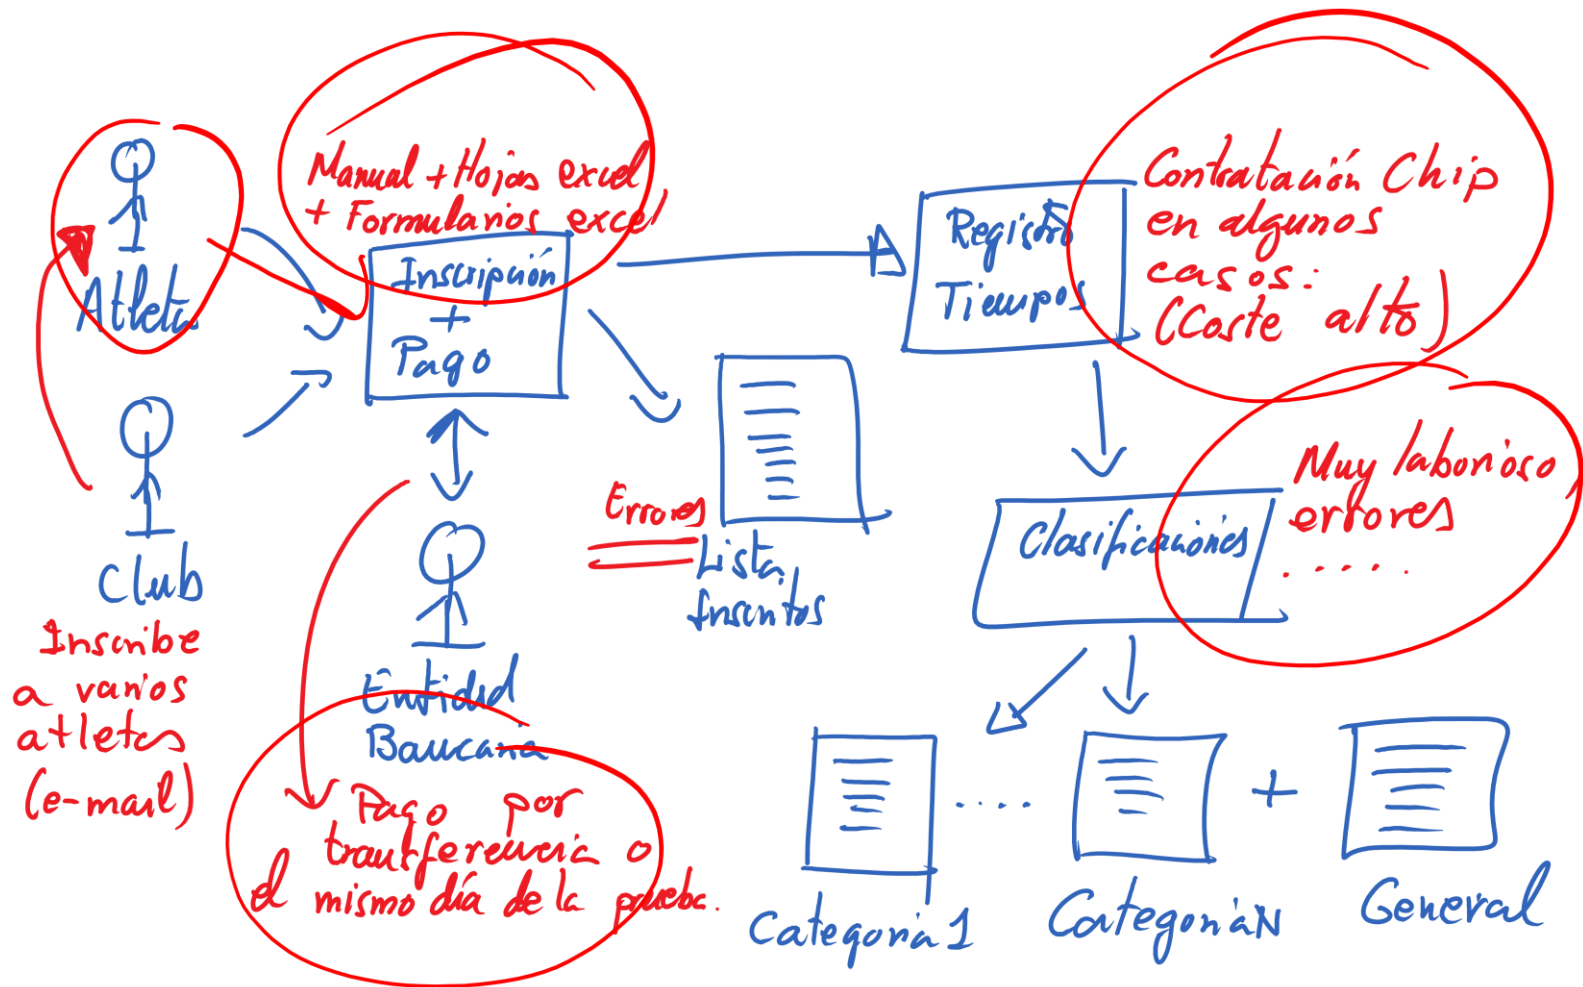 Atleta
Club
Inscribe
a varios
atletas
(e-mail)
Manual + Hojas excel
+ Formularios excel
Inscripción
+
Pago
Entidad
Bancaria
Pago por
transferencia o
el mismo día de la prueba.
Errores
Lista
Inscritos
Registro
Tiempos
Contratación Chip
en algunos
casos:
(Coste alto)
Clasificaciones
Muy laborioso,
errores
.....
Categoría 1
....
Categoría N
+
General